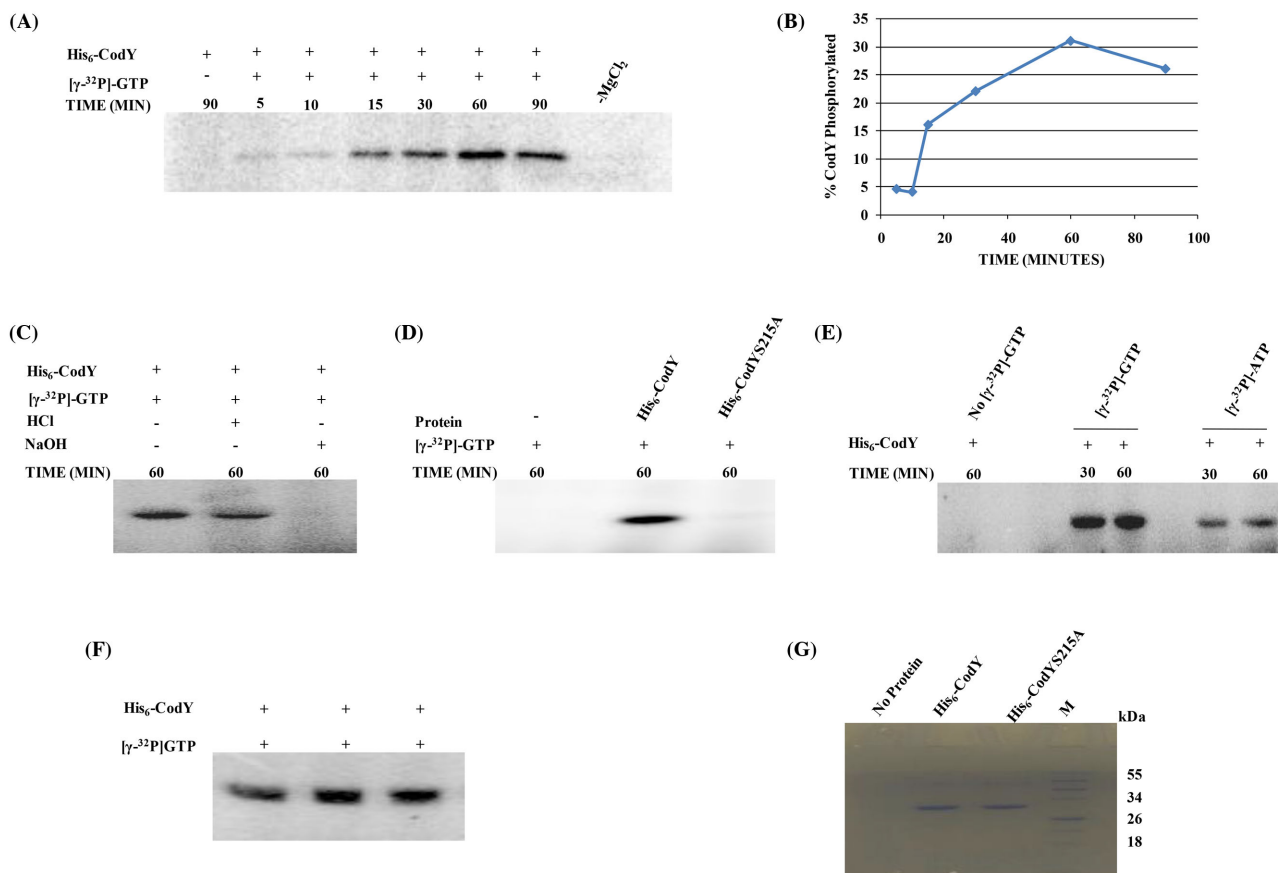 (A)
His₆-CodY + + + + + + +
[γ-³²P]-GTP - + + + + + +
TIME (MIN) 90 5 10 15 30 60 90
-MgCl₂
(B)
% CodY Phosphorylated
35
30
25
20
15
10
5
0
0 20 40 60 80 100
TIME (MINUTES)
(C)
His₆-CodY + + +
[γ-³²P]-GTP + + +
HCl - + -
NaOH - - +
TIME (MIN) 60 60 60
(D)
His₆-CodY
His₆-CodYS215A
Protein -
[γ-³²P]-GTP + + +
TIME (MIN) 60 60 60
(E)
No [γ-³²P]-GTP
[γ-³²P]-GTP
[γ-³²P]-ATP
His₆-CodY + + + + +
TIME (MIN) 60 30 60 30 60
(F)
His₆-CodY + + +
[γ-³²P]GTP + + +
(G)
No Protein
His₆-CodY
His₆-CodYS215A
M
kDa
55
34
26
18